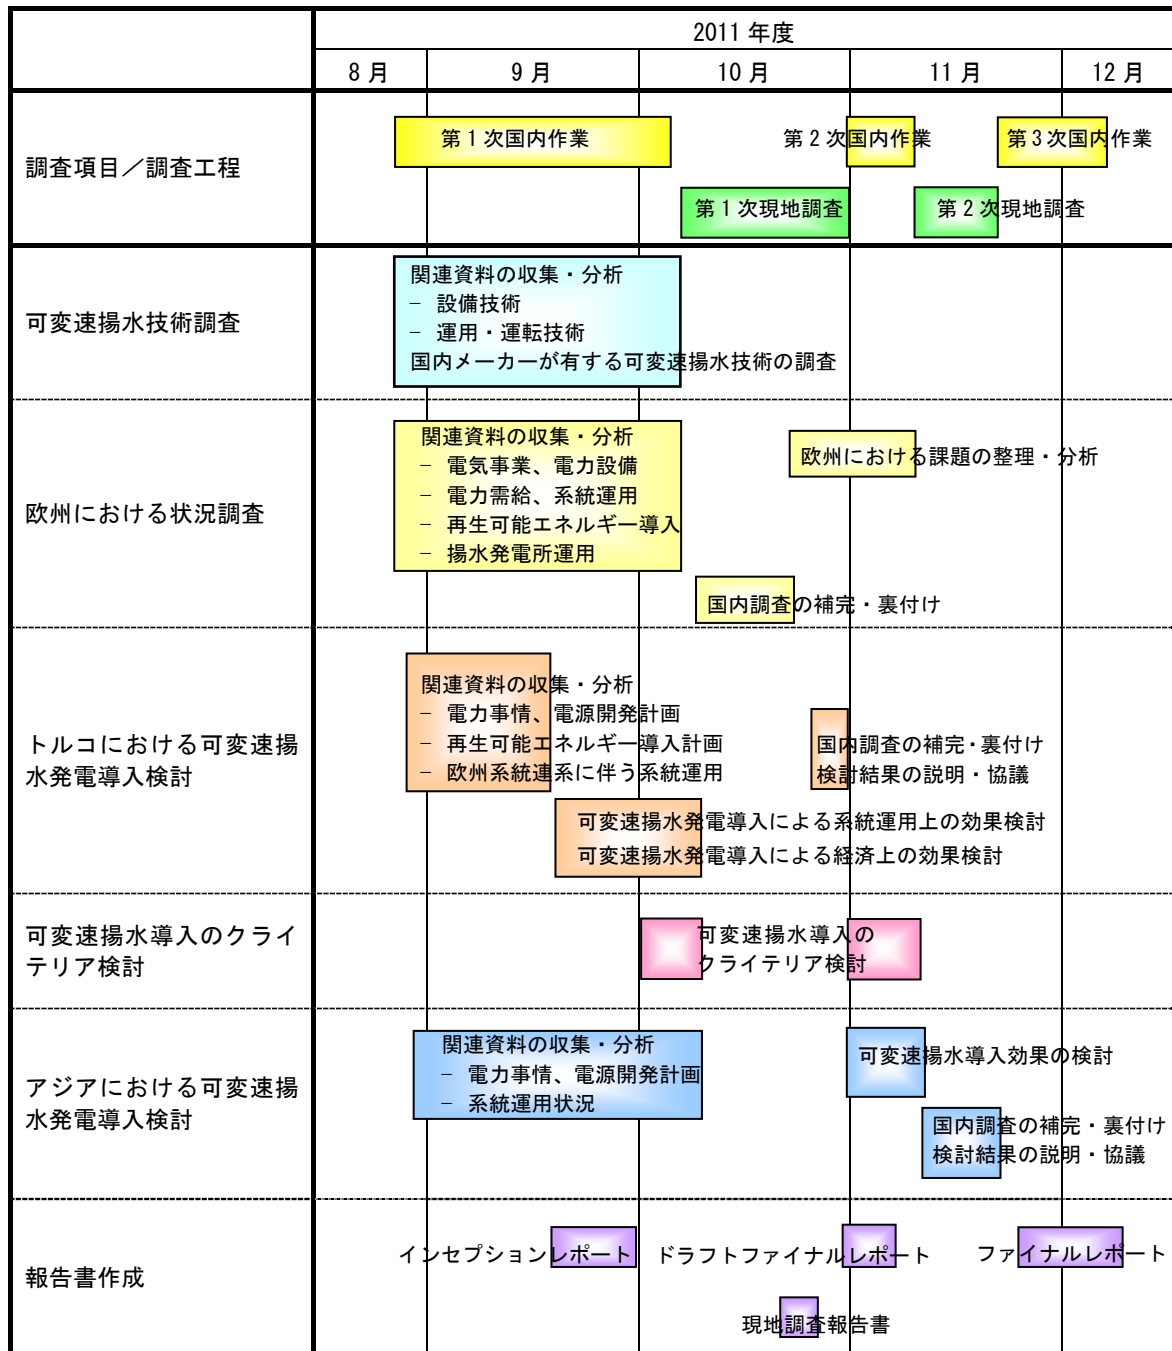 2011 年度
8 月
9 月
10 月
11 月
12 月
調査項目／調査工程
第１次国内作業
第２次国内作業
第３次国内作業
第１次現地調査
第２次現地調査
可変速揚水技術調査
関連資料の収集・分析
− 設備技術
− 運用・運転技術
国内メーカーが有する可変速揚水技術の調査
欧州における状況調査
関連資料の収集・分析
− 電気事業、電力設備
− 電力需給、系統運用
− 再生可能エネルギー導入
− 揚水発電所運用
欧州における課題の整理・分析
国内調査の補完・裏付け
トルコにおける可変速揚
水発電導入検討
関連資料の収集・分析
− 電力事情、電源開発計画
− 再生可能エネルギー導入計画
− 欧州系統連系に伴う系統運用
国内調査の補完・裏付け
検討結果の説明・協議
可変速揚水発電導入による系統運用上の効果検討
可変速揚水発電導入による経済上の効果検討
可変速揚水導入のクライ
テリア検討
可変速揚水導入の
クライテリア検討
アジアにおける可変速揚
水発電導入検討
関連資料の収集・分析
− 電力事情、電源開発計画
− 系統運用状況
可変速揚水導入効果の検討
国内調査の補完・裏付け
検討結果の説明・協議
報告書作成
インセプションレポート
ドラフトファイナルレポート
ファイナルレポート
現地調査報告書